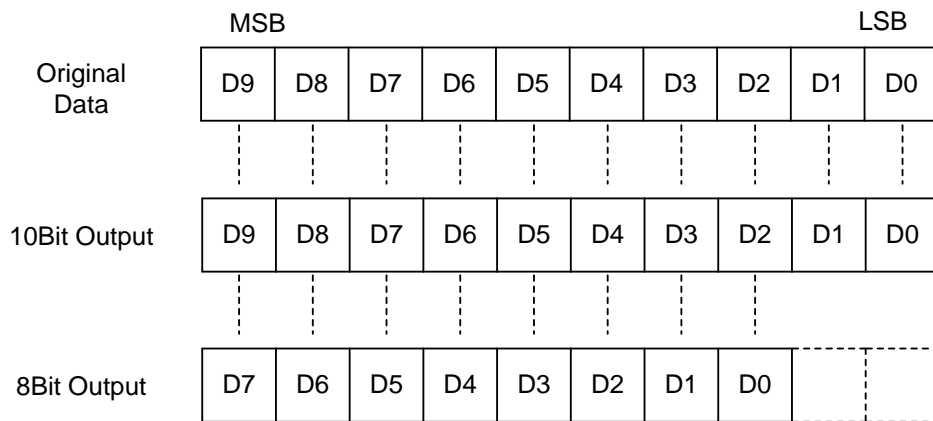 MSB LSB
Original
Data
D9 D8 D7 D6 D5 D4 D3 D2 D1 D0
10Bit Output D9 D8 D7 D6 D5 D4 D3 D2 D1 D0
8Bit Output D7 D6 D5 D4 D3 D2 D1 D0